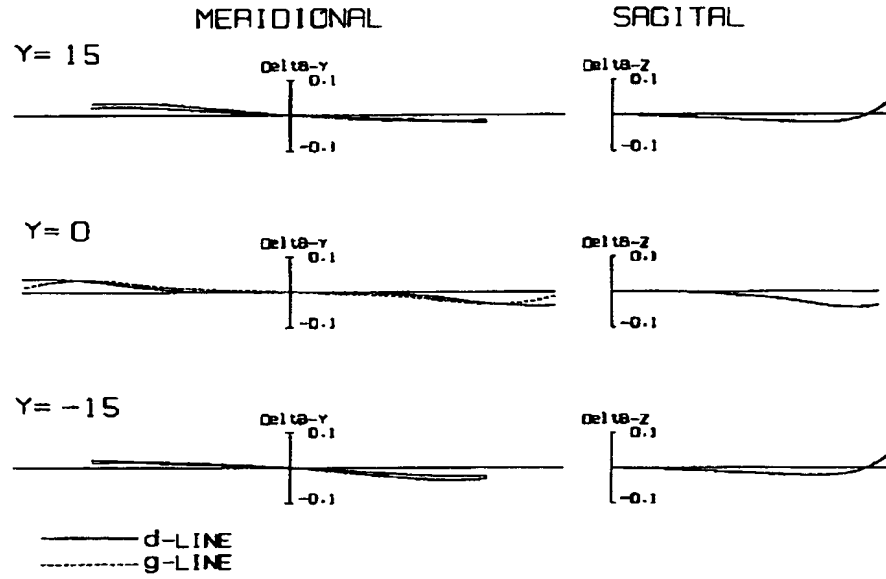 MERIDIONAL SAGITAL
Y= 15
Delta-Y Delta-Z
0.1 0.1
-0.1 -0.1
Y= 0
Delta-Y Delta-Z
0.1 0.1
-0.1 -0.1
Y= -15
Delta-Y Delta-Z
0.1 0.1
-0.1 -0.1
d-LINE
g-LINE